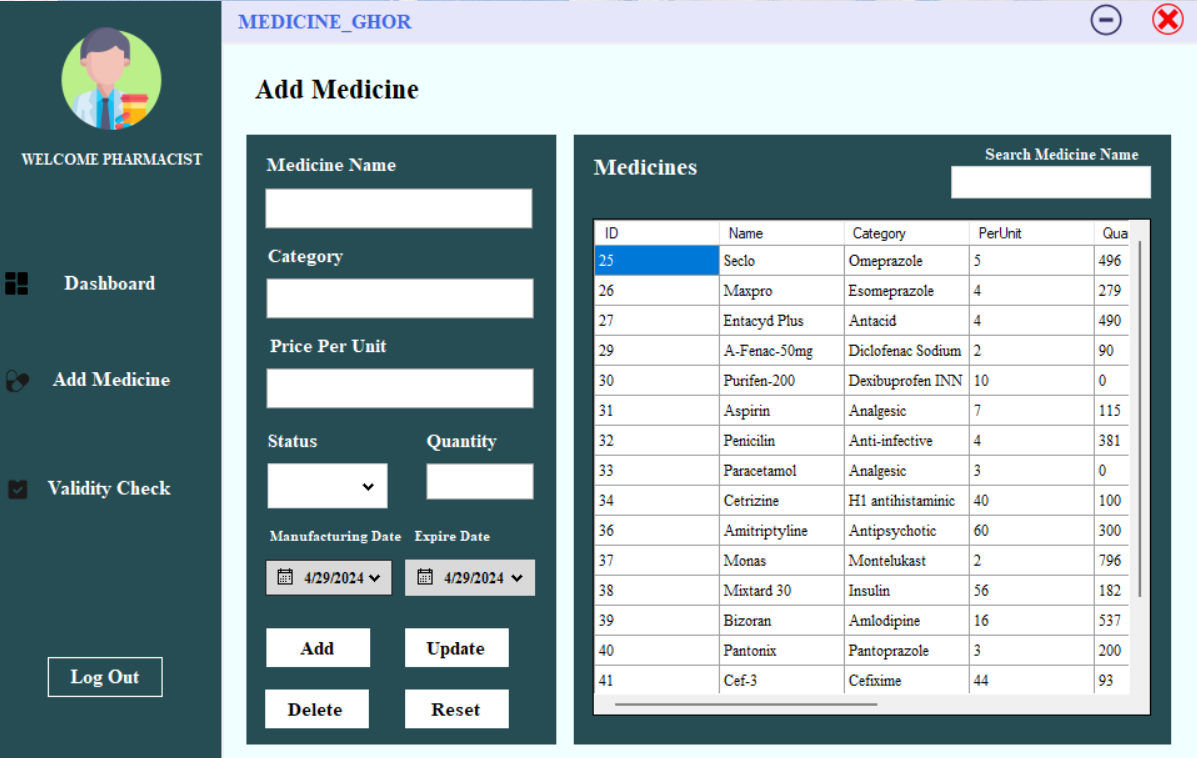 MEDICINE_GHOR
WELCOME PHARMACIST
Dashboard
Add Medicine
Validity Check
Log Out
Add Medicine
Medicine Name
Category
Price Per Unit
Status Quantity
Manufacturing Date Expire Date
4/29/2024 4/29/2024
Add Update
Delete Reset
Medicines
Search Medicine Name
ID Name Category PerUnit Qua
25 Seclo Omeprazole 5 496
26 Maxpro Esomeprazole 4 279
27 Entacyd Plus Antacid 4 490
29 A-Fenac-50mg Diclofenac Sodium 2 90
30 Purifen-200 Dexibuprofen INN 10 0
31 Aspirin Analgesic 7 115
32 Penicilin Anti-infective 4 381
33 Paracetamol Analgesic 3 0
34 Cetrizine H1 antihistaminic 40 100
36 Amitriptyline Antipsychotic 60 300
37 Monas Montelukast 2 796
38 Mixtard 30 Insulin 56 182
39 Bizoran Amlodipine 16 537
40 Pantonix Pantoprazole 3 200
41 Cef-3 Cefixime 44 93